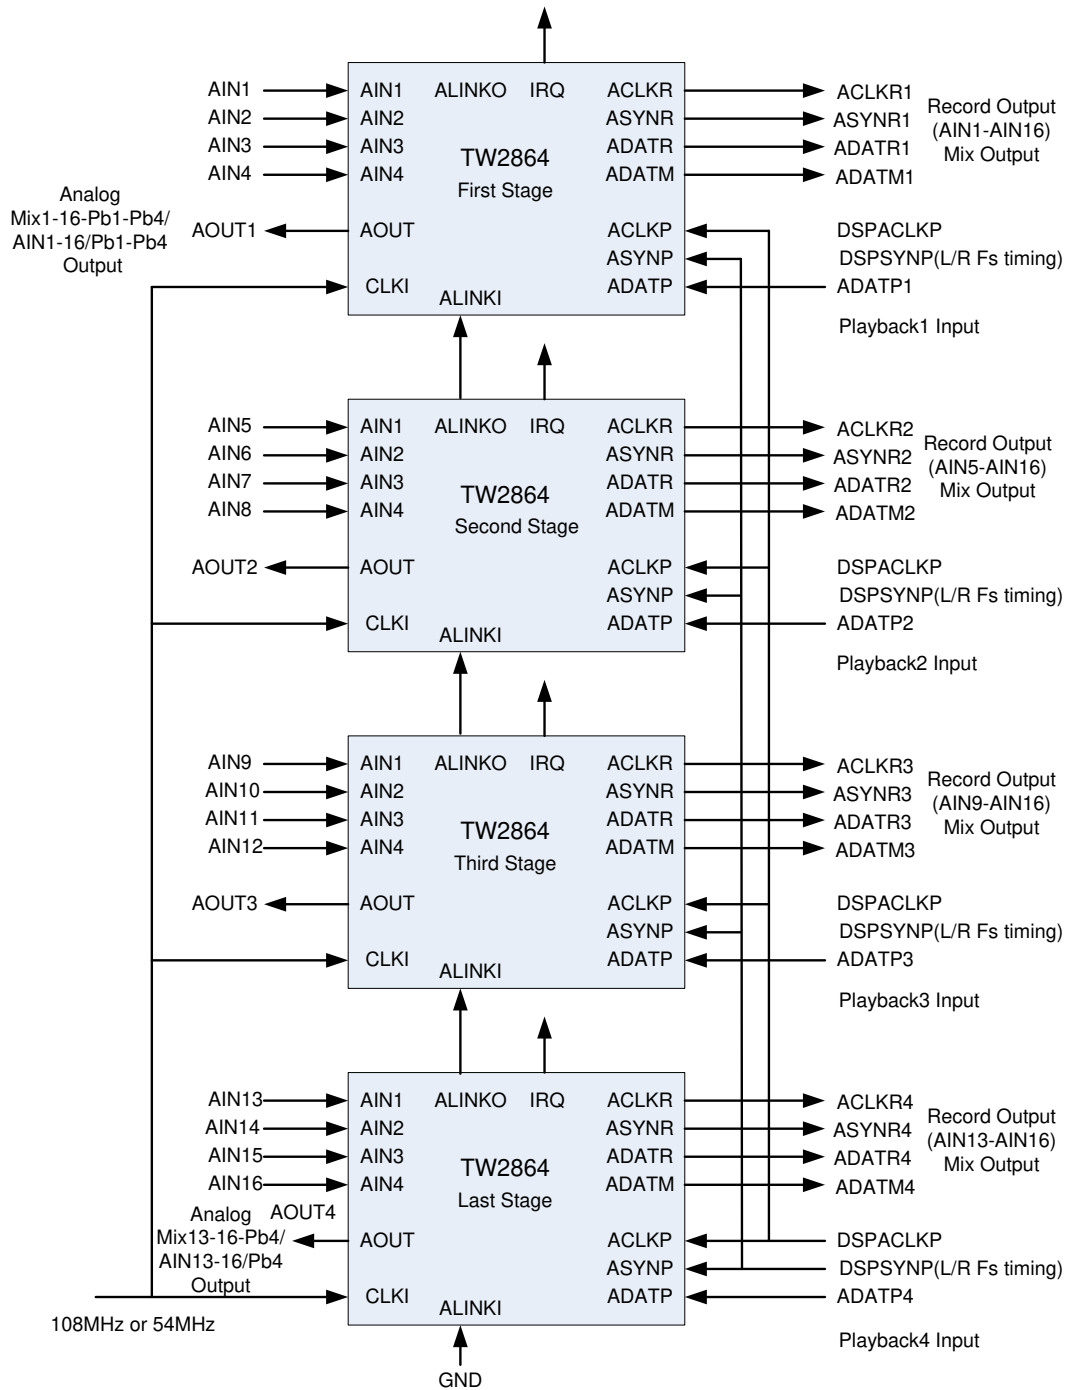 AIN1 AIN1 ALINKO IRQ ACLKR ACLKR1
AIN2 AIN2 ASYNR ASYNR1
AIN3 AIN3 ADATR ADATR1
AIN4 AIN4 ADATM ADATM1
Record Output
(AIN1-AIN16)
Mix Output
TW2864
First Stage
Analog
Mix1-16-Pb1-Pb4/
AIN1-16/Pb1-Pb4
Output
AOUT1 AOUT ACLKP DSPACLKP
ASYNP DSPSYNP(L/R Fs timing)
CLKI ALINKI ADATP ADATP1
Playback1 Input
AIN5 AIN1 ALINKO IRQ ACLKR ACLKR2
AIN6 AIN2 ASYNR ASYNR2
AIN7 AIN3 ADATR ADATR2
AIN8 AIN4 ADATM ADATM2
Record Output
(AIN5-AIN16)
Mix Output
TW2864
Second Stage
AOUT2 AOUT ACLKP DSPACLKP
ASYNP DSPSYNP(L/R Fs timing)
CLKI ALINKI ADATP ADATP2
Playback2 Input
AIN9 AIN1 ALINKO IRQ ACLKR ACLKR3
AIN10 AIN2 ASYNR ASYNR3
AIN11 AIN3 ADATR ADATR3
AIN12 AIN4 ADATM ADATM3
Record Output
(AIN9-AIN16)
Mix Output
TW2864
Third Stage
AOUT3 AOUT ACLKP DSPACLKP
ASYNP DSPSYNP(L/R Fs timing)
CLKI ALINKI ADATP ADATP3
Playback3 Input
AIN13 AIN1 ALINKO IRQ ACLKR ACLKR4
AIN14 AIN2 ASYNR ASYNR4
AIN15 AIN3 ADATR ADATR4
AIN16 AIN4 ADATM ADATM4
Record Output
(AIN13-AIN16)
Mix Output
TW2864
Last Stage
Analog
Mix13-16-Pb4/
AIN13-16/Pb4
Output
AOUT4 AOUT ACLKP DSPACLKP
ASYNP DSPSYNP(L/R Fs timing)
CLKI ALINKI ADATP ADATP4
108MHz or 54MHz
Playback4 Input
GND